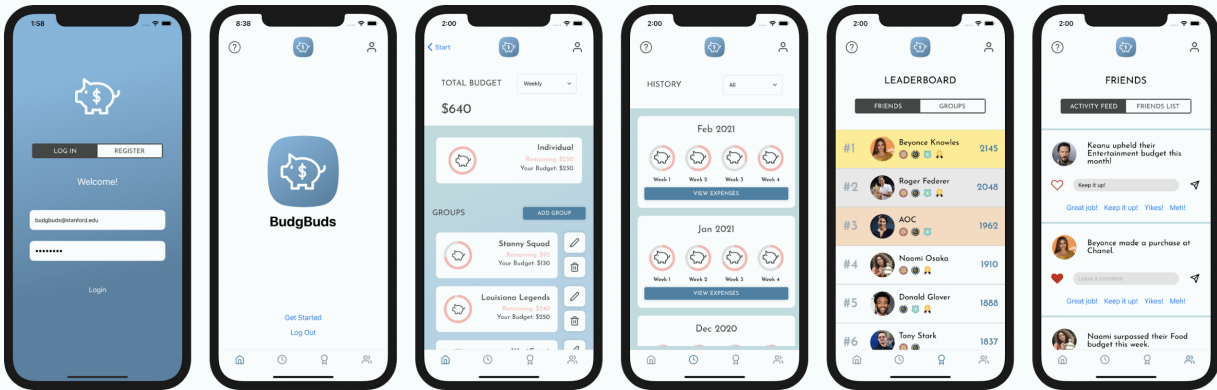 1:58
$
LOG IN REGISTER
Welcome!
budgbuds@stanford.edu
••••••••
Login
8:38
?
$
$
BudgBuds
Get Started
Log Out
2:00
Start
$
TOTAL BUDGET Weekly
$640
Individual
Remaining: $230
Your Budget: $230
GROUPS ADD GROUP
Stanny Squad
Remaining: $95
Your Budget: $130
Louisiana Legends
Remaining: $240
Your Budget: $250
2:00
?
$
HISTORY All
Feb 2021
Week 1 Week 2 Week 3 Week 4
VIEW EXPENSES
Jan 2021
Week 1 Week 2 Week 3 Week 4
VIEW EXPENSES
Dec 2020
2:00
?
$
LEADERBOARD
FRIENDS GROUPS
#1 Beyonce Knowles 2145
#2 Roger Federer 2048
#3 AOC 1962
#4 Naomi Osaka 1910
#5 Donald Glover 1888
#6 Tony Stark 1837
2:00
?
$
FRIENDS
ACTIVITY FEED FRIENDS LIST
Keanu upheld their
Entertainment budget this
month!
Keep it up!
Great job! Keep it up! Yikes! Meh!
Beyonce made a purchase at
Chanel.
Leave a comment
Great job! Keep it up! Yikes! Meh!
Naomi surpassed their Food
budget this week.